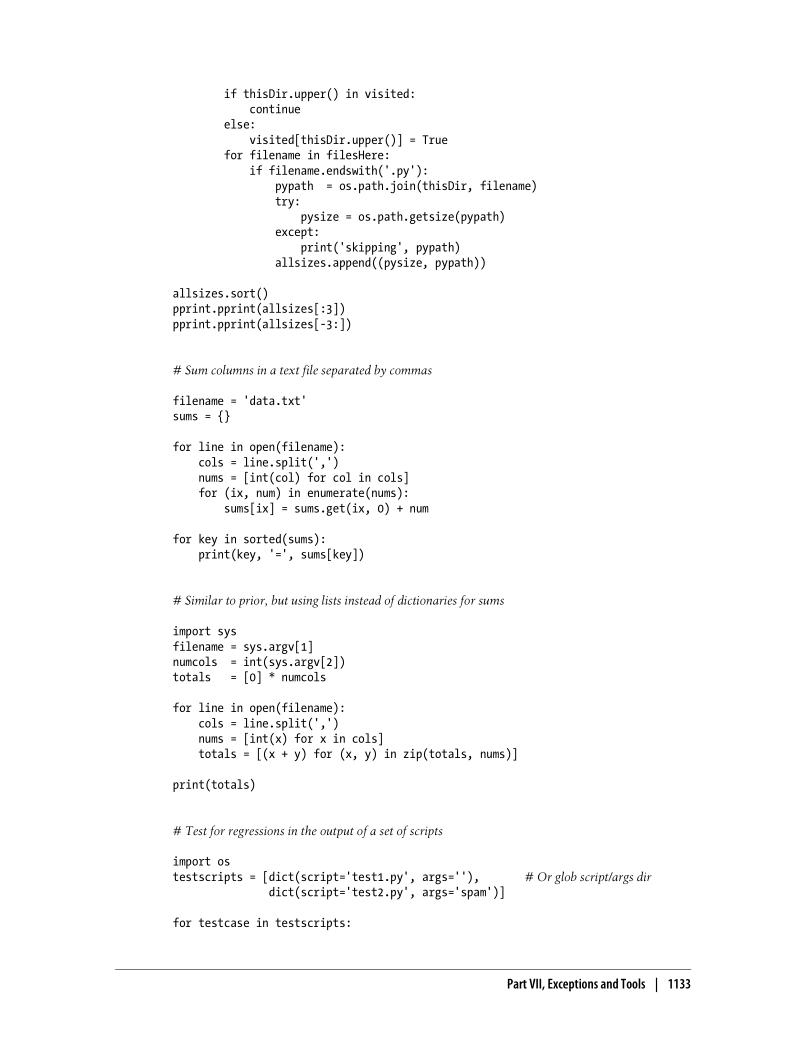 if thisDir.upper() in visited:
            continue
        else:
            visited[thisDir.upper()] = True
        for filename in filesHere:
            if filename.endswith('.py'):
                pypath  = os.path.join(thisDir, filename)
                try:
                    pysize = os.path.getsize(pypath)
                except:
                    print('skipping', pypath)
                allsizes.append((pysize, pypath))

allsizes.sort()
pprint.pprint(allsizes[:3])
pprint.pprint(allsizes[-3:])

# Sum columns in a text file separated by commas

filename = 'data.txt'
sums = {}

for line in open(filename):
    cols = line.split(',')
    nums = [int(col) for col in cols]
    for (ix, num) in enumerate(nums):
        sums[ix] = sums.get(ix, 0) + num

for key in sorted(sums):
    print(key, '=', sums[key])

# Similar to prior, but using lists instead of dictionaries for sums

import sys
filename = sys.argv[1]
numcols  = int(sys.argv[2])
totals   = [0] * numcols

for line in open(filename):
    cols = line.split(',')
    nums = [int(x) for x in cols]
    totals = [(x + y) for (x, y) in zip(totals, nums)]

print(totals)

# Test for regressions in the output of a set of scripts

import os
testscripts = [dict(script='test1.py', args=''),       # Or glob script/args dir
               dict(script='test2.py', args='spam')]

for testcase in testscripts:

Part VII, Exceptions and Tools | 1133